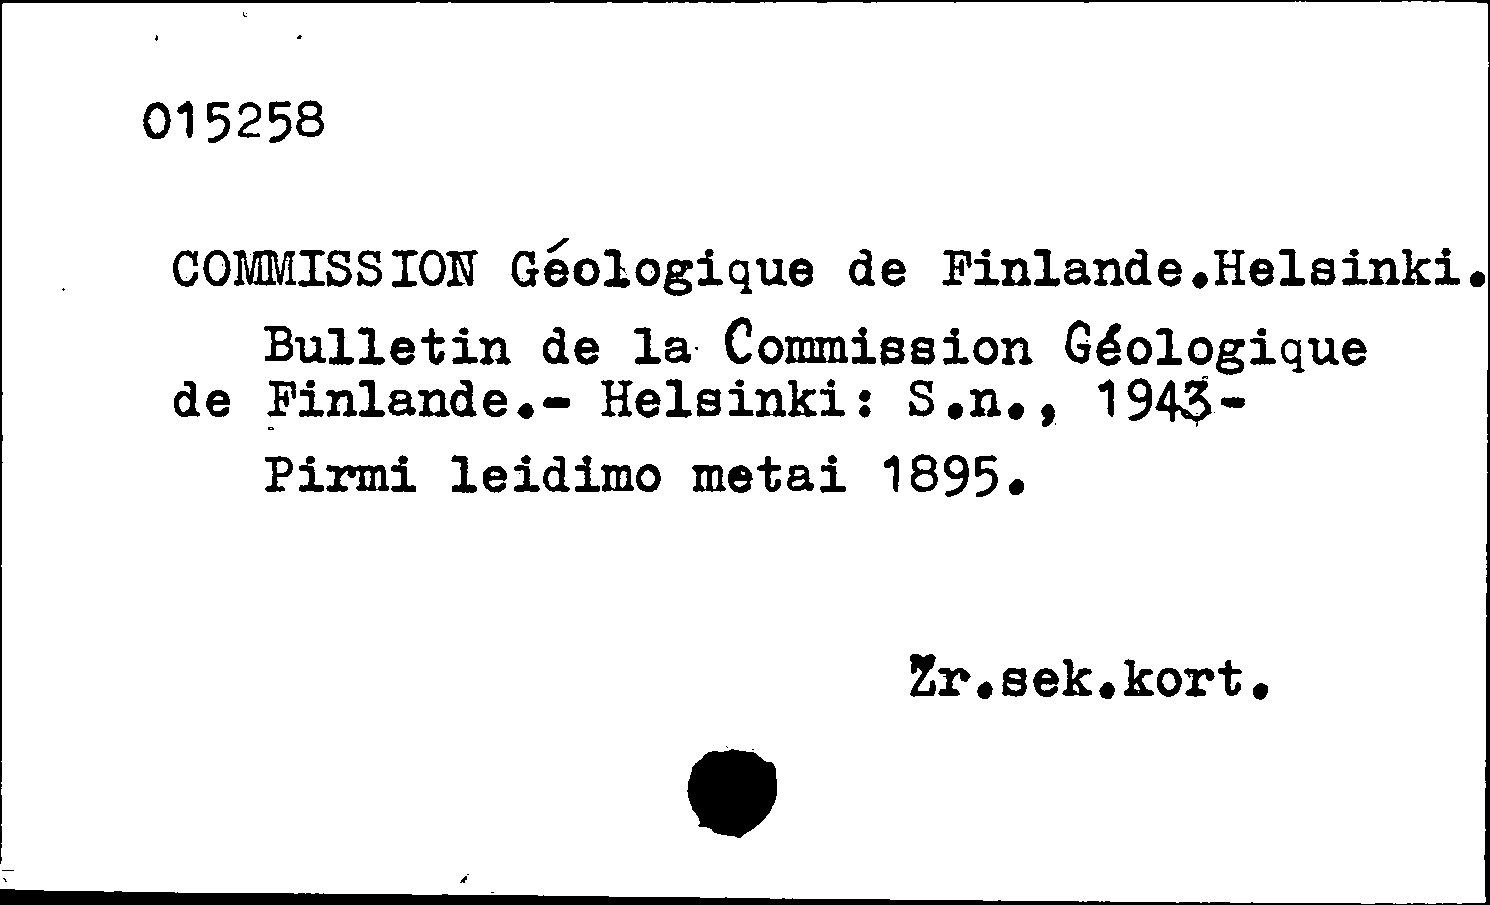 015258
COMMISSION Géologique de Finlande.Helsinki.
Bulletin de la Commission Géologique
de Finlande.- Helsinki: S.n., 1943-
Pirmi leidimo metai 1895.
Žr.sek.kort.